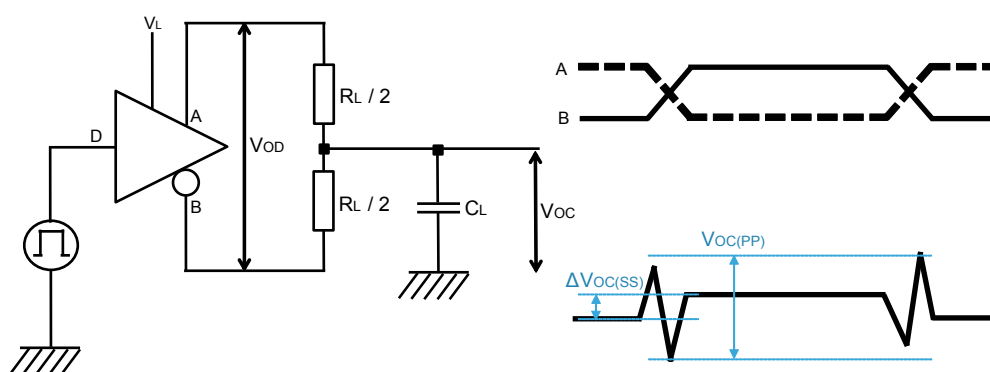 VL
A
D
B
VOD
RL / 2
RL / 2
CL
VOC
A
B
VOC(PP)
ΔVOC(SS)